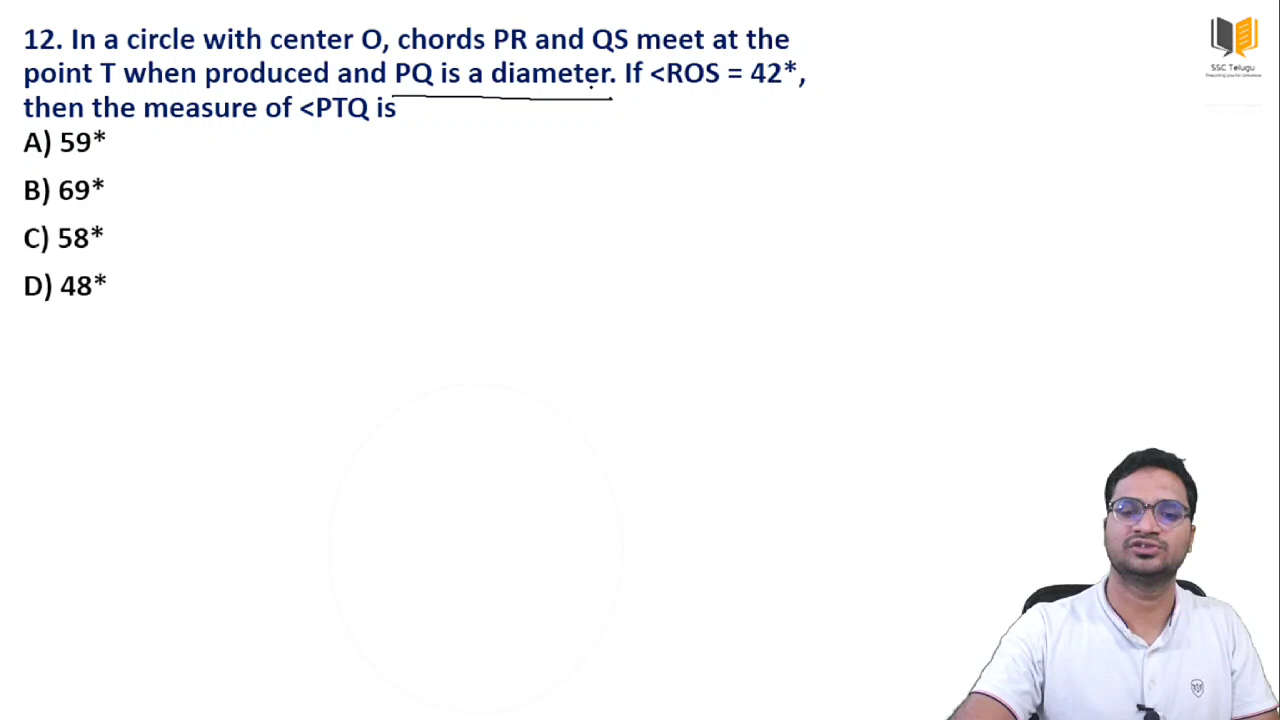 12. In a circle with center O, chords PR and QS meet at the
point T when produced and PQ is a diameter. If <ROS = 42*,
then the measure of <PTQ is
A) 59*
B) 69*
C) 58*
D) 48*
SSC Telugu